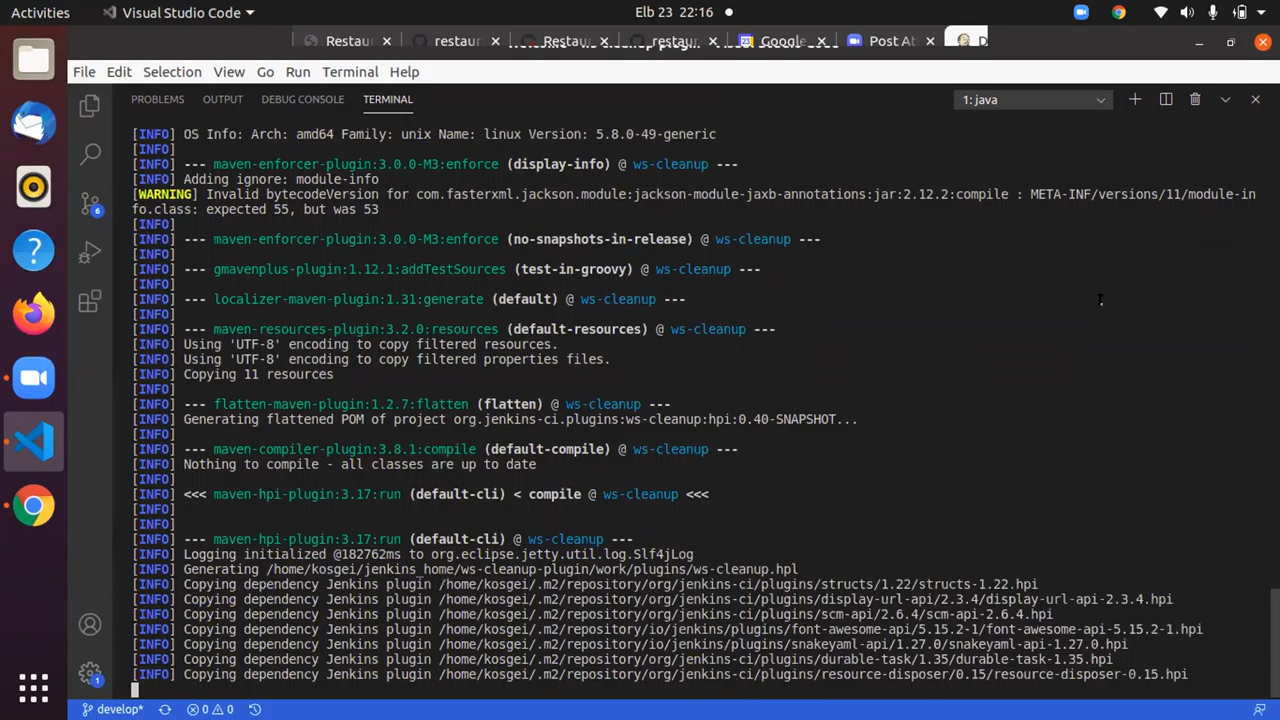 Activities
Visual Studio Code
Elb 23 22:16
Restau
restaur
Restau
restaur
Google
Post At
File Edit Selection View Go Run Terminal Help
PROBLEMS OUTPUT DEBUG CONSOLE TERMINAL
1: java
[INFO] OS Info: Arch: amd64 Family: unix Name: linux Version: 5.8.0-49-generic
[INFO]
[INFO] --- maven-enforcer-plugin:3.0.0-M3:enforce (display-info) @ ws-cleanup ---
[INFO] Adding ignore: module-info
[WARNING] Invalid bytecodeVersion for com.fasterxml.jackson.module:jackson-module-jaxb-annotations:jar:2.12.2:compile : META-INF/versions/11/module-in
fo.class: expected 55, but was 53
[INFO]
[INFO] --- maven-enforcer-plugin:3.0.0-M3:enforce (no-snapshots-in-release) @ ws-cleanup ---
[INFO]
[INFO] --- gmavenplus-plugin:1.12.1:addTestSources (test-in-groovy) @ ws-cleanup ---
[INFO]
[INFO] --- localizer-maven-plugin:1.31:generate (default) @ ws-cleanup ---
[INFO]
[INFO] --- maven-resources-plugin:3.2.0:resources (default-resources) @ ws-cleanup ---
[INFO] Using 'UTF-8' encoding to copy filtered resources.
[INFO] Using 'UTF-8' encoding to copy filtered properties files.
[INFO] Copying 11 resources
[INFO]
[INFO] --- flatten-maven-plugin:1.2.7:flatten (flatten) @ ws-cleanup ---
[INFO] Generating flattened POM of project org.jenkins-ci.plugins:ws-cleanup:hpi:0.40-SNAPSHOT...
[INFO]
[INFO] --- maven-compiler-plugin:3.8.1:compile (default-compile) @ ws-cleanup ---
[INFO] Nothing to compile - all classes are up to date
[INFO]
[INFO] <<< maven-hpi-plugin:3.17:run (default-cli) < compile @ ws-cleanup <<<
[INFO]
[INFO]
[INFO] --- maven-hpi-plugin:3.17:run (default-cli) @ ws-cleanup ---
[INFO] Logging initialized @182762ms to org.eclipse.jetty.util.log.Slf4jLog
[INFO] Generating /home/kosgei/jenkins_home/ws-cleanup-plugin/work/plugins/ws-cleanup.hpl
[INFO] Copying dependency Jenkins plugin /home/kosgei/.m2/repository/org/jenkins-ci/plugins/structs/1.22/structs-1.22.hpi
[INFO] Copying dependency Jenkins plugin /home/kosgei/.m2/repository/org/jenkins-ci/plugins/display-url-api/2.3.4/display-url-api-2.3.4.hpi
[INFO] Copying dependency Jenkins plugin /home/kosgei/.m2/repository/org/jenkins-ci/plugins/scm-api/2.6.4/scm-api-2.6.4.hpi
[INFO] Copying dependency Jenkins plugin /home/kosgei/.m2/repository/io/jenkins/plugins/font-awesome-api/5.15.2-1/font-awesome-api-5.15.2-1.hpi
[INFO] Copying dependency Jenkins plugin /home/kosgei/.m2/repository/io/jenkins/plugins/snakeyaml-api/1.27.0/snakeyaml-api-1.27.0.hpi
[INFO] Copying dependency Jenkins plugin /home/kosgei/.m2/repository/org/jenkins-ci/plugins/durable-task/1.35/durable-task-1.35.hpi
[INFO] Copying dependency Jenkins plugin /home/kosgei/.m2/repository/org/jenkins-ci/plugins/resource-disposer/0.15/resource-disposer-0.15.hpi
develop* 0 0